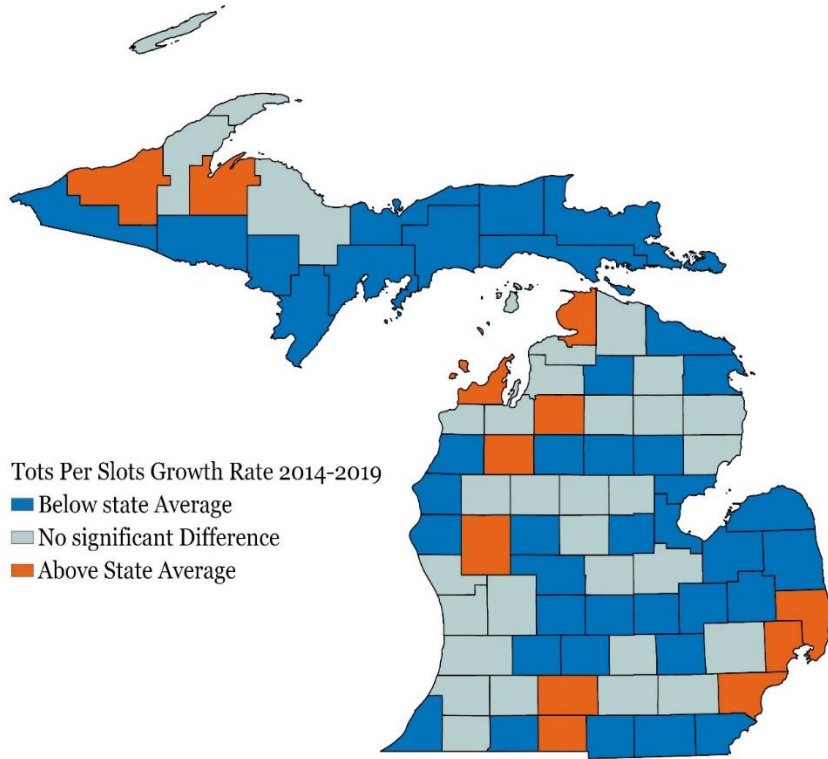 Tots Per Slots Growth Rate 2014-2019
Below state Average
No significant Difference
Above State Average